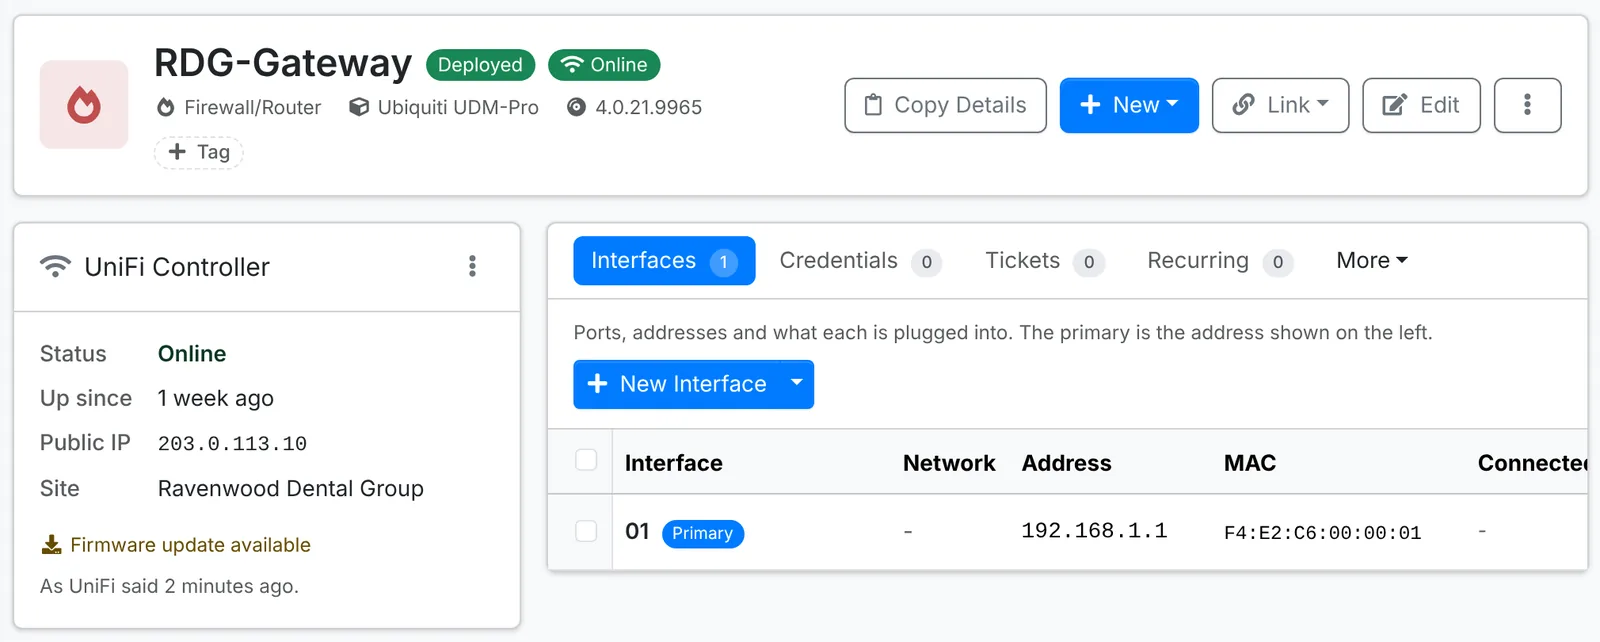 RDG-Gateway Deployed Online
Firewall/Router Ubiquiti UDM-Pro 4.0.21.9965
+ Tag
Copy Details + New Link Edit
UniFi Controller
Status Online
Up since 1 week ago
Public IP 203.0.113.10
Site Ravenwood Dental Group
Firmware update available
As UniFi said 2 minutes ago.
Interfaces 1 Credentials 0 Tickets 0 Recurring 0 More
Ports, addresses and what each is plugged into. The primary is the address shown on the left.
+ New Interface
Interface Network Address MAC Connected
01 Primary - 192.168.1.1 F4:E2:C6:00:00:01 -